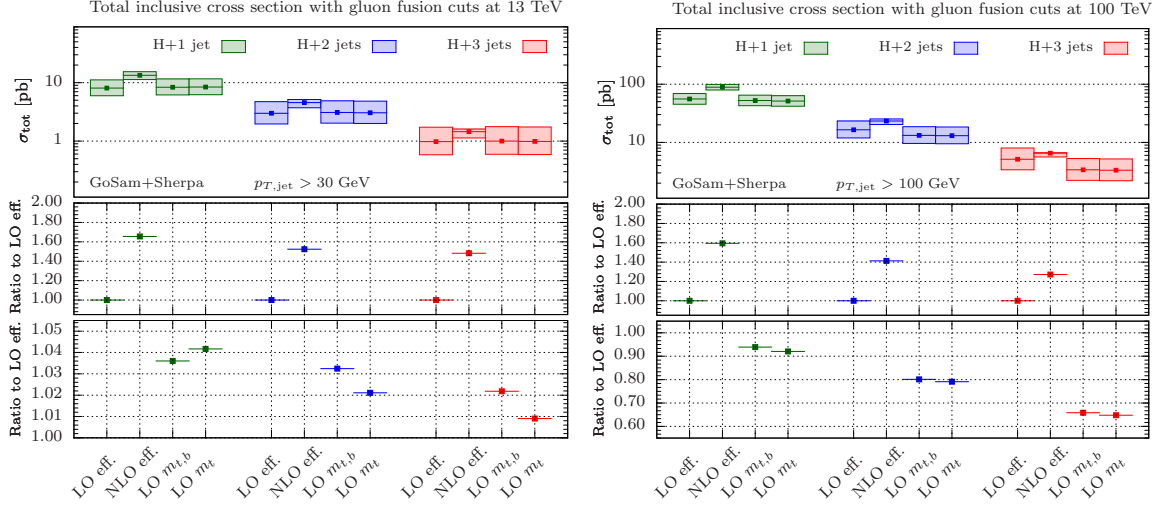 Total inclusive cross section with gluon fusion cuts at 13 TeV
H+1 jet
H+2 jets
H+3 jets
σtot [pb]
10
1
GoSam+Sherpa
pT,jet > 30 GeV
Ratio to LO eff.
2.00
1.80
1.60
1.40
1.20
1.00
Ratio to LO eff.
1.05
1.04
1.03
1.02
1.01
1.00
LO eff.
NLO eff.
LO mt,b
LO mt
LO eff.
NLO eff.
LO mt,b
LO mt
LO eff.
NLO eff.
LO mt,b
LO mt
Total inclusive cross section with gluon fusion cuts at 100 TeV
H+1 jet
H+2 jets
H+3 jets
σtot [pb]
100
10
GoSam+Sherpa
pT,jet > 100 GeV
Ratio to LO eff.
2.00
1.80
1.60
1.40
1.20
1.00
Ratio to LO eff.
1.00
0.90
0.80
0.70
0.60
LO eff.
NLO eff.
LO mt,b
LO mt
LO eff.
NLO eff.
LO mt,b
LO mt
LO eff.
NLO eff.
LO mt,b
LO mt